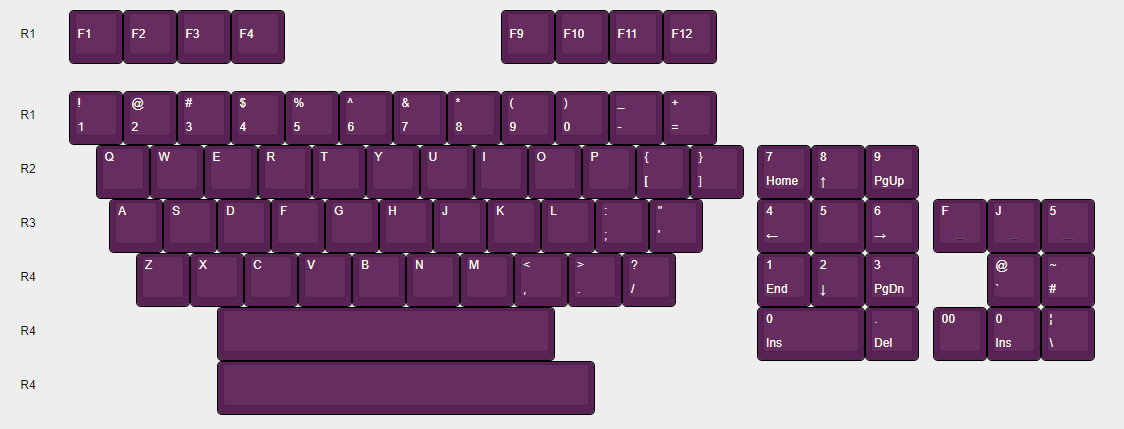 R1 F1 F2 F3 F4 F9 F10 F11 F12
! @ # $ % ^ & * ( ) _ +
R1 1 2 3 4 5 6 7 8 9 0 - =
R2 Q W E R T Y U I O P { } 7 8 9
[ ] Home ↑ PgUp
R3 A S D F G H J K L : " 4 5 6 F J 5
; ' ← → _ _ _
R4 Z X C V B N M < > ? 1 2 3 @ ~
, . / End ↓ PgDn ` #
R4 0 . 00 0 ¦
Ins Del Ins \
R4